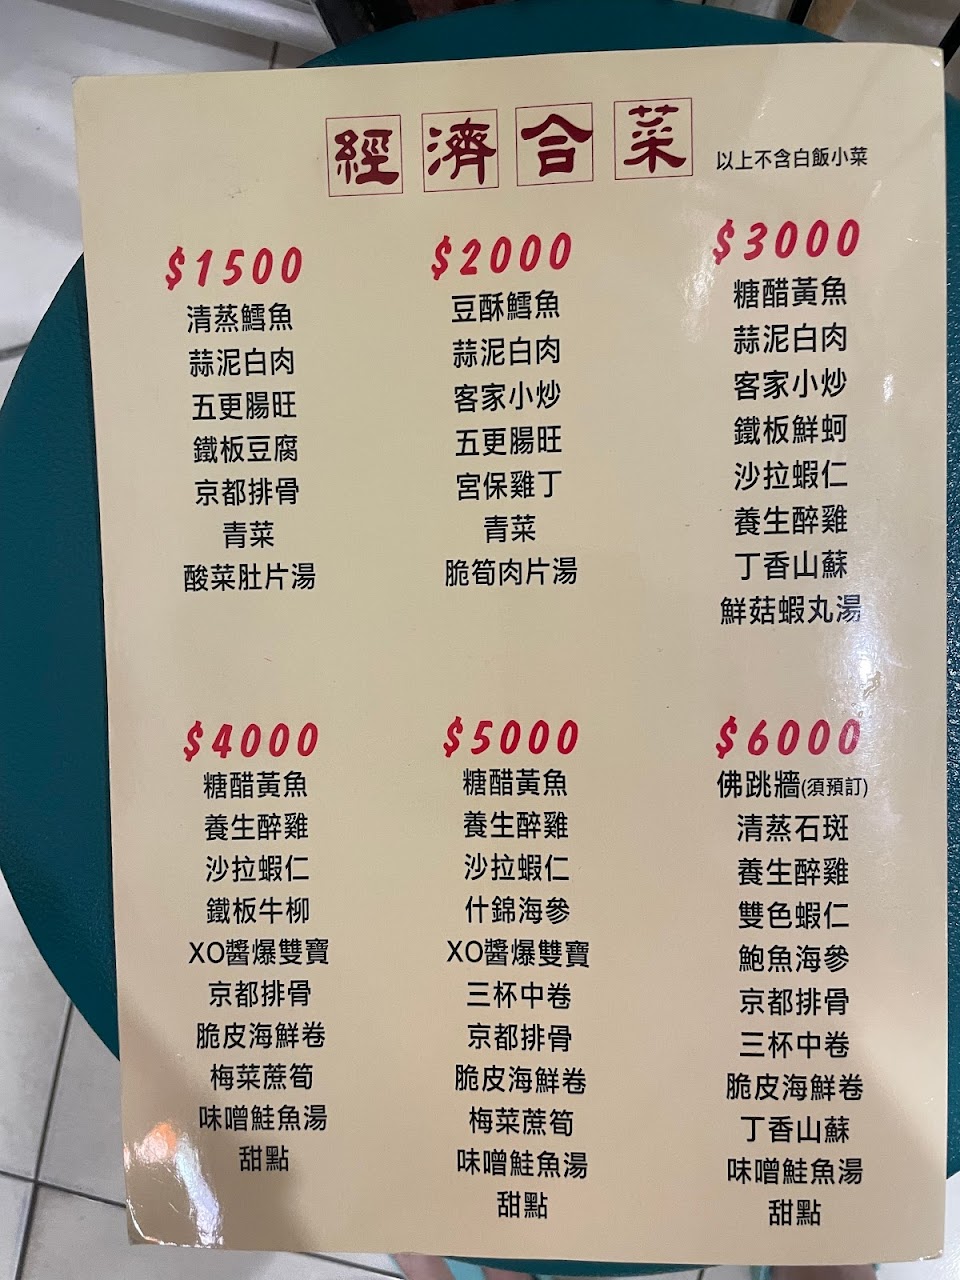 經濟合菜 以上不含白飯小菜
$1500
清蒸鱈魚
蒜泥白肉
五更腸旺
鐵板豆腐
京都排骨
青菜
酸菜肚片湯
$2000
豆酥鱈魚
蒜泥白肉
客家小炒
五更腸旺
宮保雞丁
青菜
脆筍肉片湯
$3000
糖醋黃魚
蒜泥白肉
客家小炒
鐵板鮮蚵
沙拉蝦仁
養生醉雞
丁香山蘇
鮮菇蝦丸湯
$4000
糖醋黃魚
養生醉雞
沙拉蝦仁
鐵板牛柳
XO醬爆雙寶
京都排骨
脆皮海鮮卷
梅菜蔗筍
味噌鮭魚湯
甜點
$5000
糖醋黃魚
養生醉雞
沙拉蝦仁
什錦海參
XO醬爆雙寶
三杯中卷
京都排骨
脆皮海鮮卷
梅菜蔗筍
味噌鮭魚湯
甜點
$6000
佛跳牆(須預訂)
清蒸石斑
養生醉雞
雙色蝦仁
鮑魚海參
京都排骨
三杯中卷
脆皮海鮮卷
丁香山蘇
味噌鮭魚湯
甜點